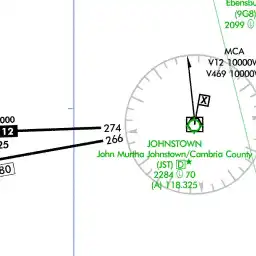 Ebensbu
(9G8)
2099
MCA
V12 10000W
V469 10000W
000
12
25
274
266
80
X
JOHNSTOWN
John Murtha Johnstown/Cambria County
(JST) D*
2284 70
(A) 118.325